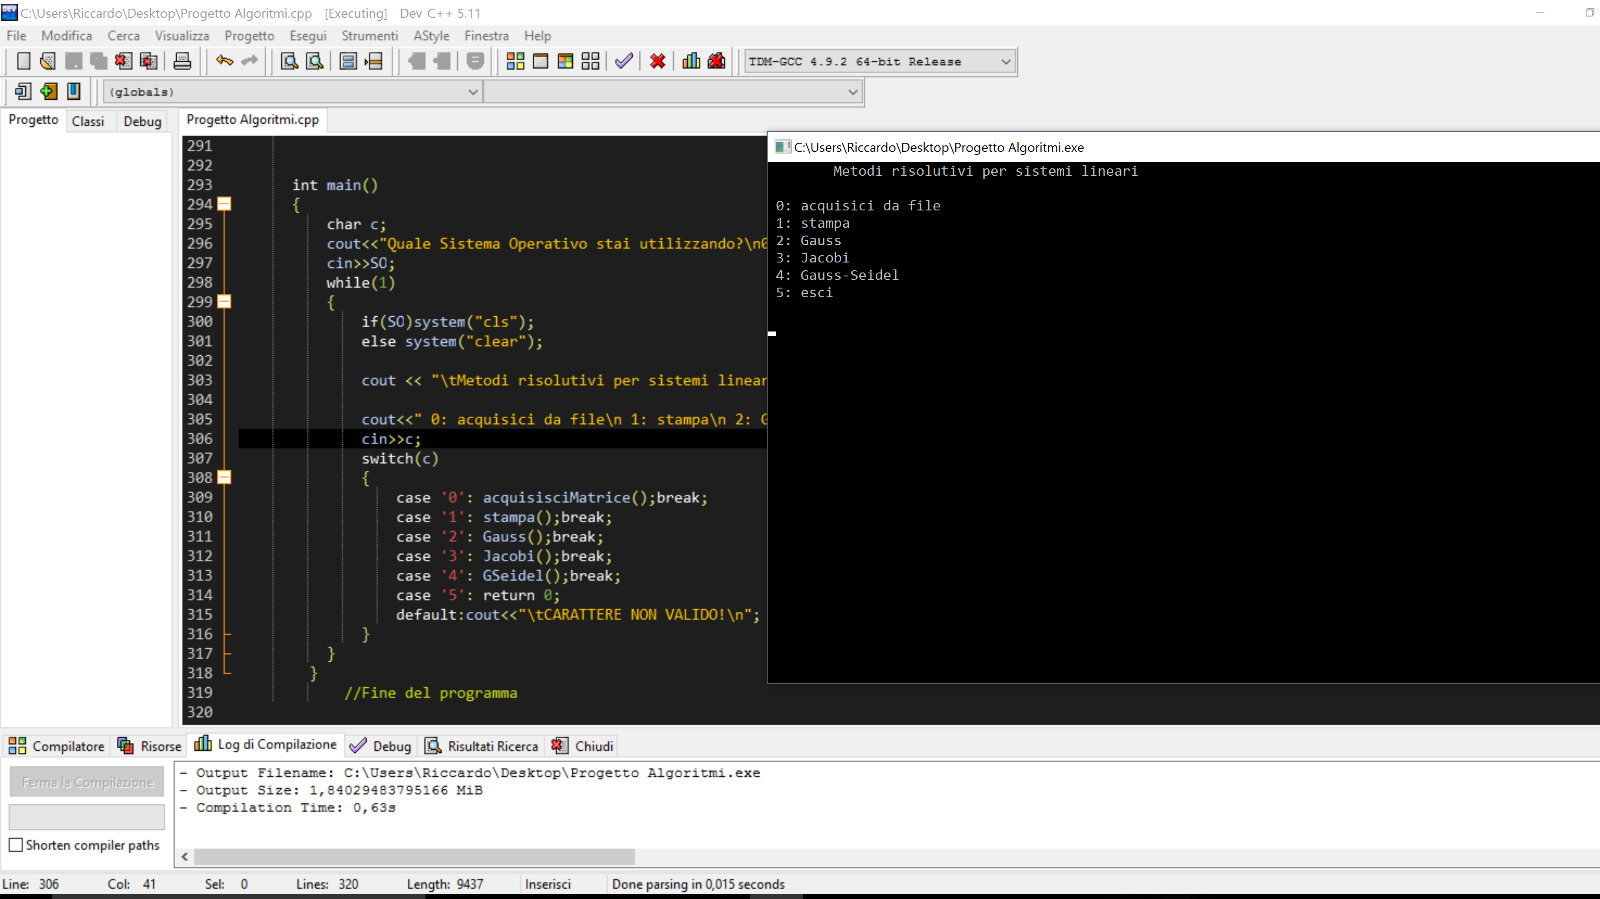 C:\Users\Riccardo\Desktop\Progetto Algoritmi.cpp [Executing] Dev C++ 5.11
File Modifica Cerca Visualizza Progetto Esegui Strumenti AStyle Finestra Help
TDM-GCC 4.9.2 64-bit Release
(globals)
Progetto Classi Debug
Progetto Algoritmi.cpp
291
292
293 int main()
294 {
295 char c;
296 cout<<"Quale Sistema Operativo stai utilizzando?\n0
297 cin>>SO;
298 while(1)
299 {
300 if(SO)system("cls");
301 else system("clear");
302
303 cout << "\tMetodi risolutivi per sistemi linear
304
305 cout<<" 0: acquisici da file\n 1: stampa\n 2: G
306 cin>>c;
307 switch(c)
308 {
309 case '0': acquisisciMatrice();break;
310 case '1': stampa();break;
311 case '2': Gauss();break;
312 case '3': Jacobi();break;
313 case '4': GSeidel();break;
314 case '5': return 0;
315 default:cout<<"\tCARATTERE NON VALIDO!\n";
316 }
317 }
318 }
319 //Fine del programma
320
C:\Users\Riccardo\Desktop\Progetto Algoritmi.exe
Metodi risolutivi per sistemi lineari
0: acquisici da file
1: stampa
2: Gauss
3: Jacobi
4: Gauss-Seidel
5: esci
Compilatore Risorse Log di Compilazione Debug Risultati Ricerca Chiudi
Ferma la Compilazione
Shorten compiler paths
- Output Filename: C:\Users\Riccardo\Desktop\Progetto Algoritmi.exe
- Output Size: 1,84029483795166 MiB
- Compilation Time: 0,63s
Line: 306 Col: 41 Sel: 0 Lines: 320 Length: 9437 Inserisci Done parsing in 0,015 seconds